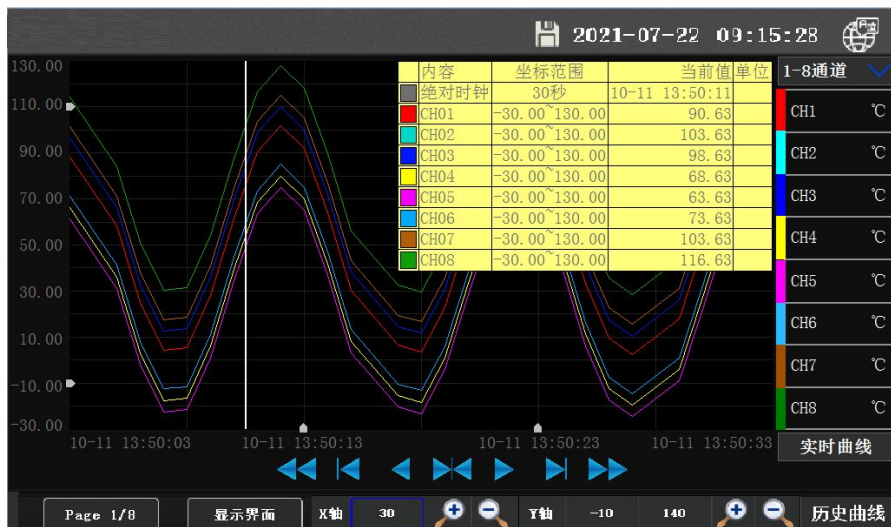 2021-07-22 09:15:28
130.00
110.00
90.00
70.00
50.00
30.00
10.00
-10.00
-30.00
内容 坐标范围 当前值 单位
绝对时钟 30秒 10-11 13:50:11
CH01 -30.00~130.00 90.63
CH02 -30.00~130.00 103.63
CH03 -30.00~130.00 98.63
CH04 -30.00~130.00 68.63
CH05 -30.00~130.00 63.63
CH06 -30.00~130.00 73.63
CH07 -30.00~130.00 103.63
CH08 -30.00~130.00 116.63
1-8通道
CH1 ℃
CH2 ℃
CH3 ℃
CH4 ℃
CH5 ℃
CH6 ℃
CH7 ℃
CH8 ℃
10-11 13:50:03 10-11 13:50:13 10-11 13:50:23 10-11 13:50:33
实时曲线
Page 1/8 显示界面 X轴 30 Y轴 -10 140 历史曲线